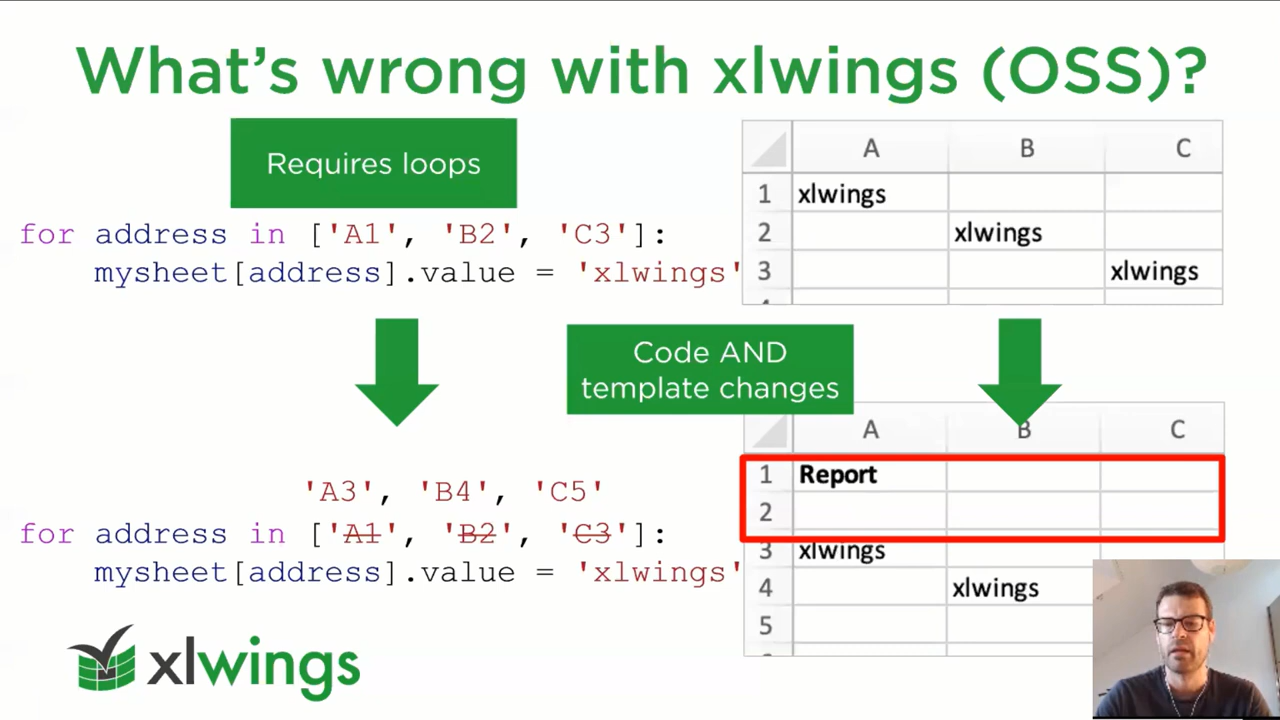 What's wrong with xlwings (OSS)?
Requires loops
for address in ['A1', 'B2', 'C3']:
mysheet[address].value = 'xlwings'
A B C
1 xlwings
2 xlwings
3 xlwings
Code AND
template changes
'A3', 'B4', 'C5'
for address in ['A1', 'B2', 'C3']:
mysheet[address].value = 'xlwings'
A B C
1 Report
2
3 xlwings
4 xlwings
5
xlwings